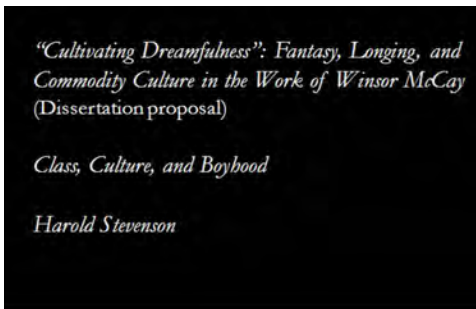 “Cultivating Dreamfulness”: Fantasy, Longing, and
Commodity Culture in the Work of Winsor McCay
(Dissertation proposal)
Class, Culture, and Boyhood
Harold Stevenson